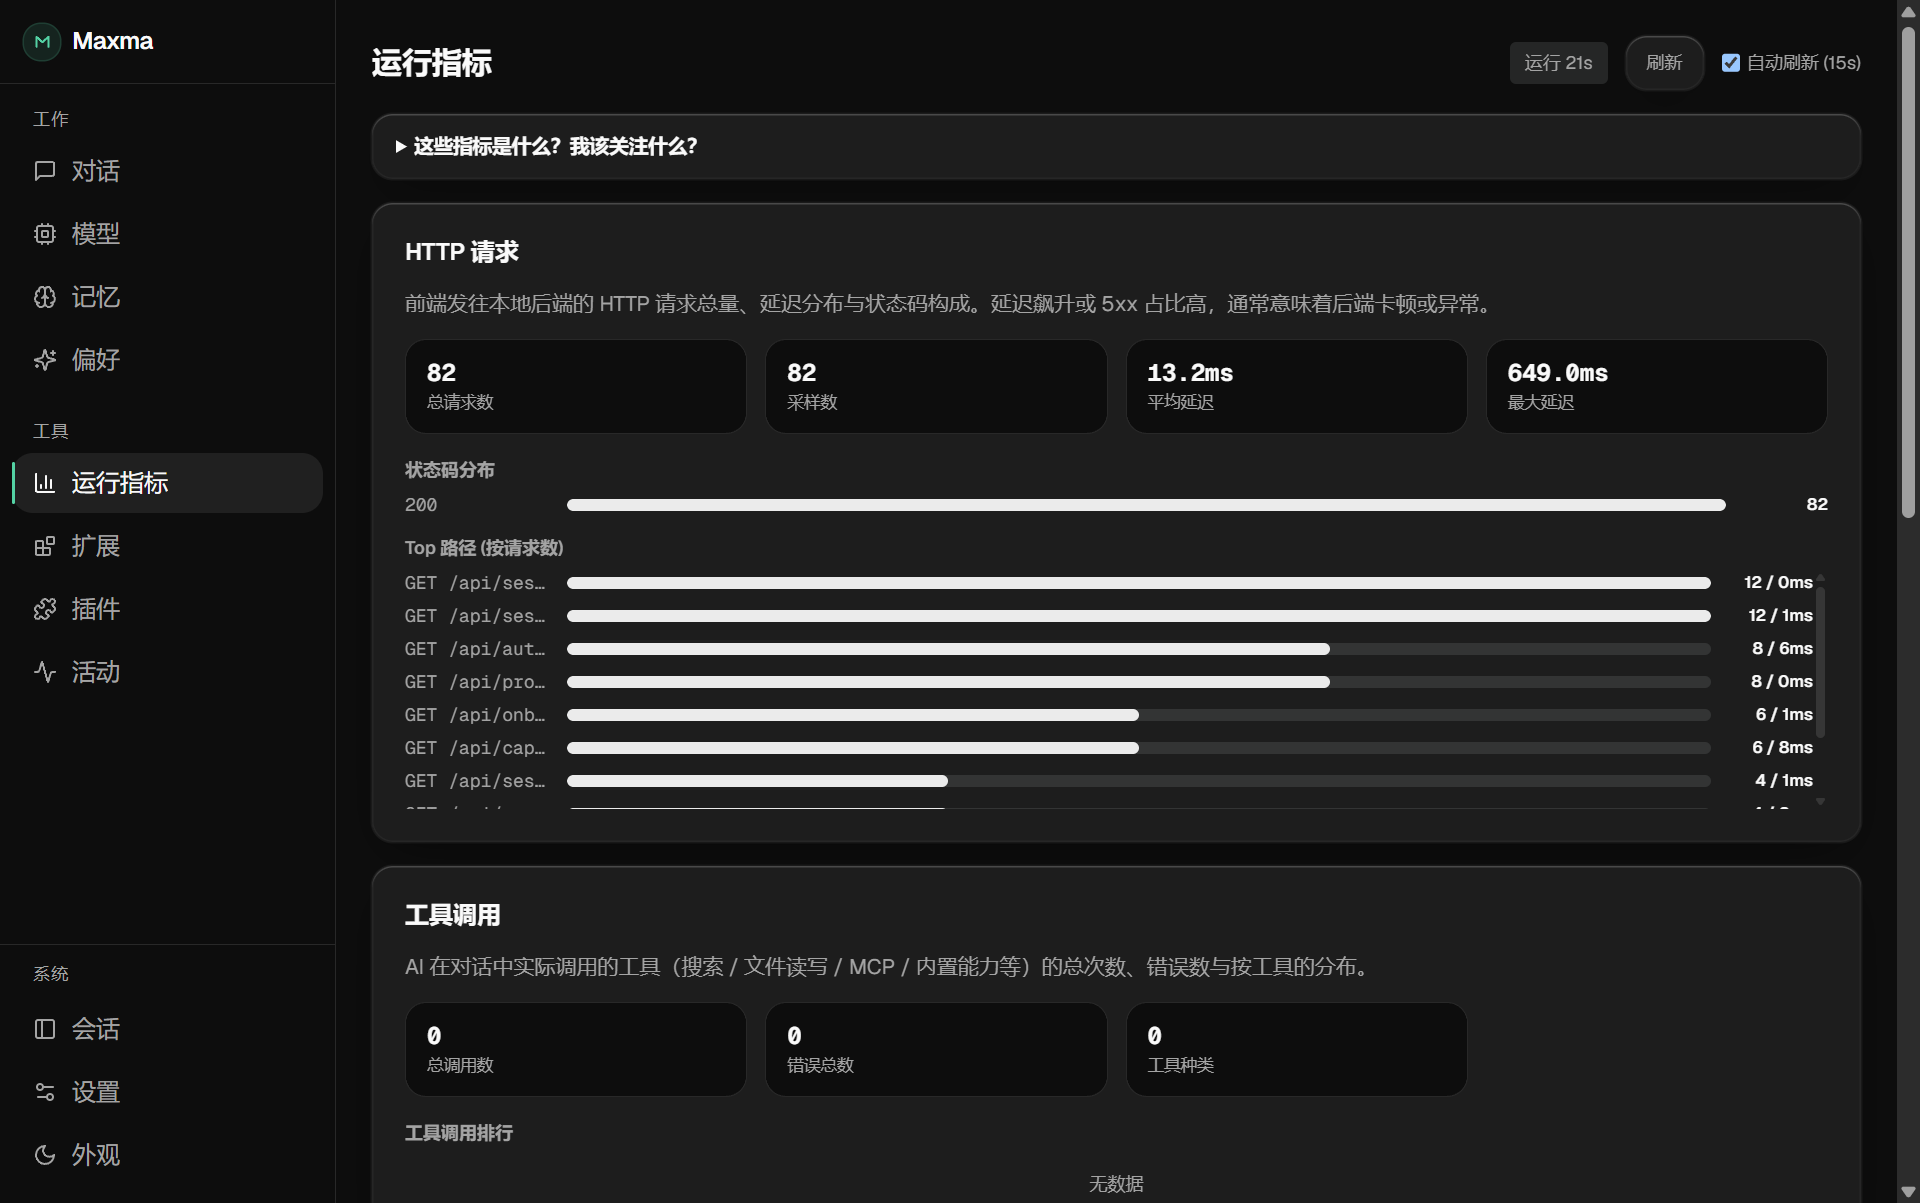 Maxma
工作
对话
模型
记忆
偏好
工具
运行指标
扩展
插件
活动
系统
会话
设置
外观
运行指标
运行 21s
刷新
自动刷新 (15s)
这些指标是什么？我该关注什么？
HTTP 请求
前端发往本地后端的 HTTP 请求总量、延迟分布与状态码构成。延迟飙升或 5xx 占比高，通常意味着后端卡顿或异常。
82
总请求数
82
采样数
13.2ms
平均延迟
649.0ms
最大延迟
状态码分布
200 82
Top 路径 (按请求数)
GET /api/ses… 12 / 0ms
GET /api/ses… 12 / 1ms
GET /api/aut… 8 / 6ms
GET /api/pro… 8 / 0ms
GET /api/onb… 6 / 1ms
GET /api/cap… 6 / 8ms
GET /api/ses… 4 / 1ms
工具调用
AI 在对话中实际调用的工具（搜索 / 文件读写 / MCP / 内置能力等）的总次数、错误数与按工具的分布。
0
总调用数
0
错误总数
0
工具种类
工具调用排行
无数据